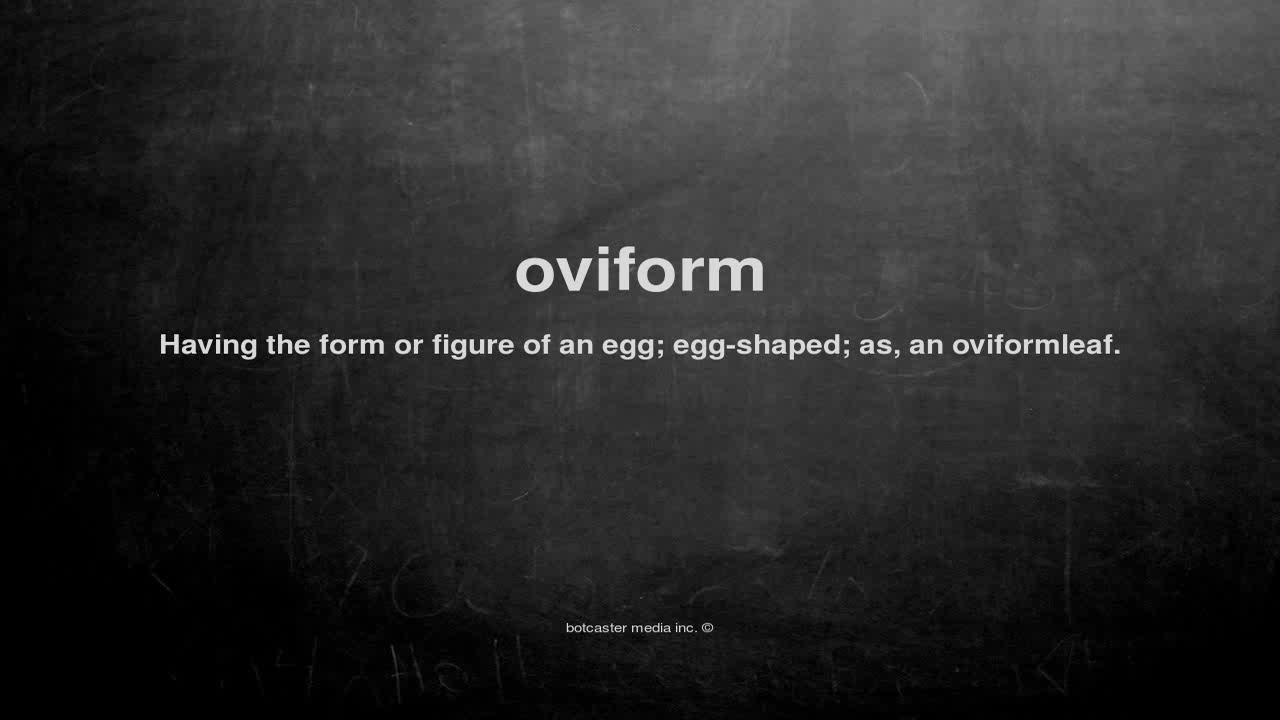 oviform
Having the form or figure of an egg; egg-shaped; as, an oviformleaf.
botcaster media inc. ©